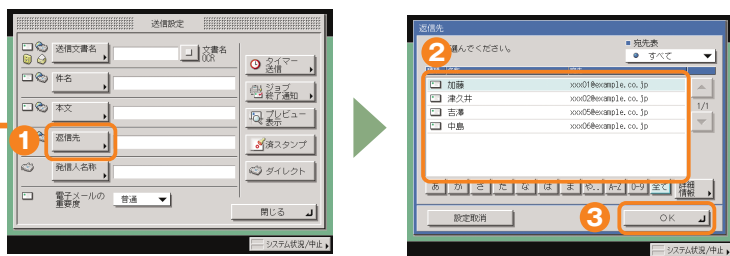 送信設定
送信文書名
文書名
OCR
件名
本文
1
返信先
発信人名称
電子メールの
重要度
普通
タイマー
送信
ジョブ
終了通知
プレビュー
表示
済スタンプ
ダイレクト
閉じる
システム状況/中止
返信先
2
選んでください。
宛先表
すべて
加藤
xxx01@example.co.jp
津久井
xxx02@example.co.jp
吉澤
xxx05@example.co.jp
中島
xxx06@example.co.jp
1/1
あ か さ た な は ま や.. A-Z 0-9 全て
詳細
情報
設定取消
3
OK
システム状況/中止